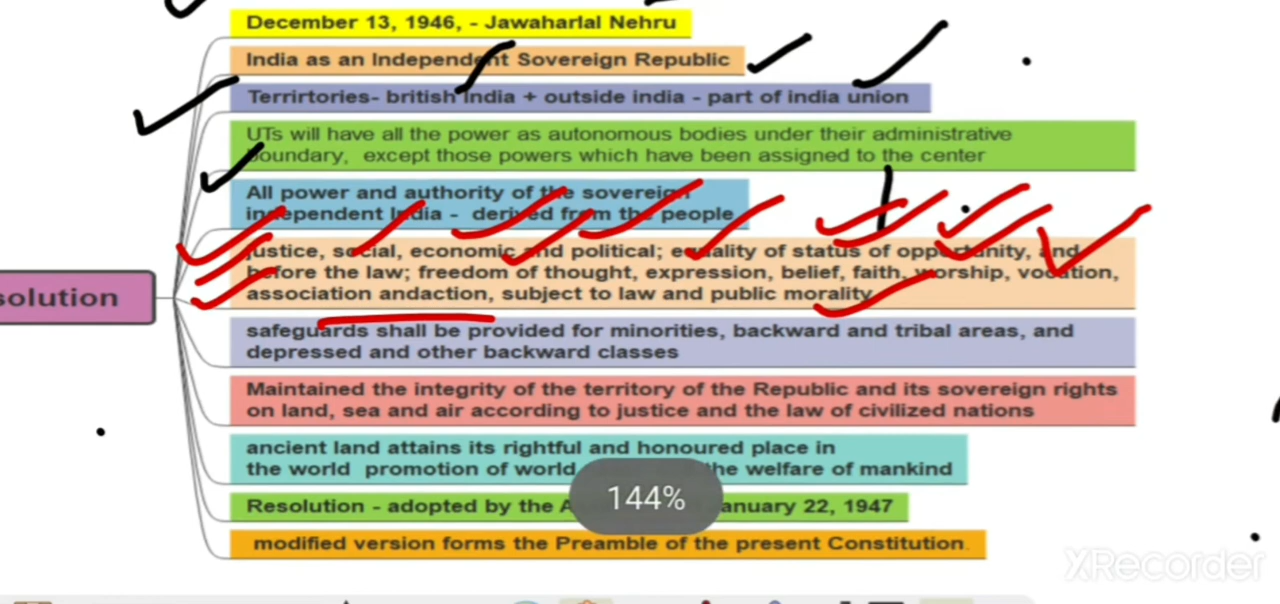 December 13, 1946, - Jawaharlal Nehru
India as an Independent Sovereign Republic
Terrirtories- british India + outside india - part of india union
UTs will have all the power as autonomous bodies under their administrative
boundary, except those powers which have been assigned to the center
All power and authority of the sovereign
independent India - derived from the people
solution
justice, social, economic and political; equality of status of opportunity, and
before the law; freedom of thought, expression, belief, faith, worship, vocation,
association andaction, subject to law and public morality
safeguards shall be provided for minorities, backward and tribal areas, and
depressed and other backward classes
Maintained the integrity of the territory of the Republic and its sovereign rights
on land, sea and air according to justice and the law of civilized nations
ancient land attains its rightful and honoured place in
the world promotion of world the welfare of mankind
144%
Resolution - adopted by the anuary 22, 1947
modified version forms the Preamble of the present Constitution.
XRecorder